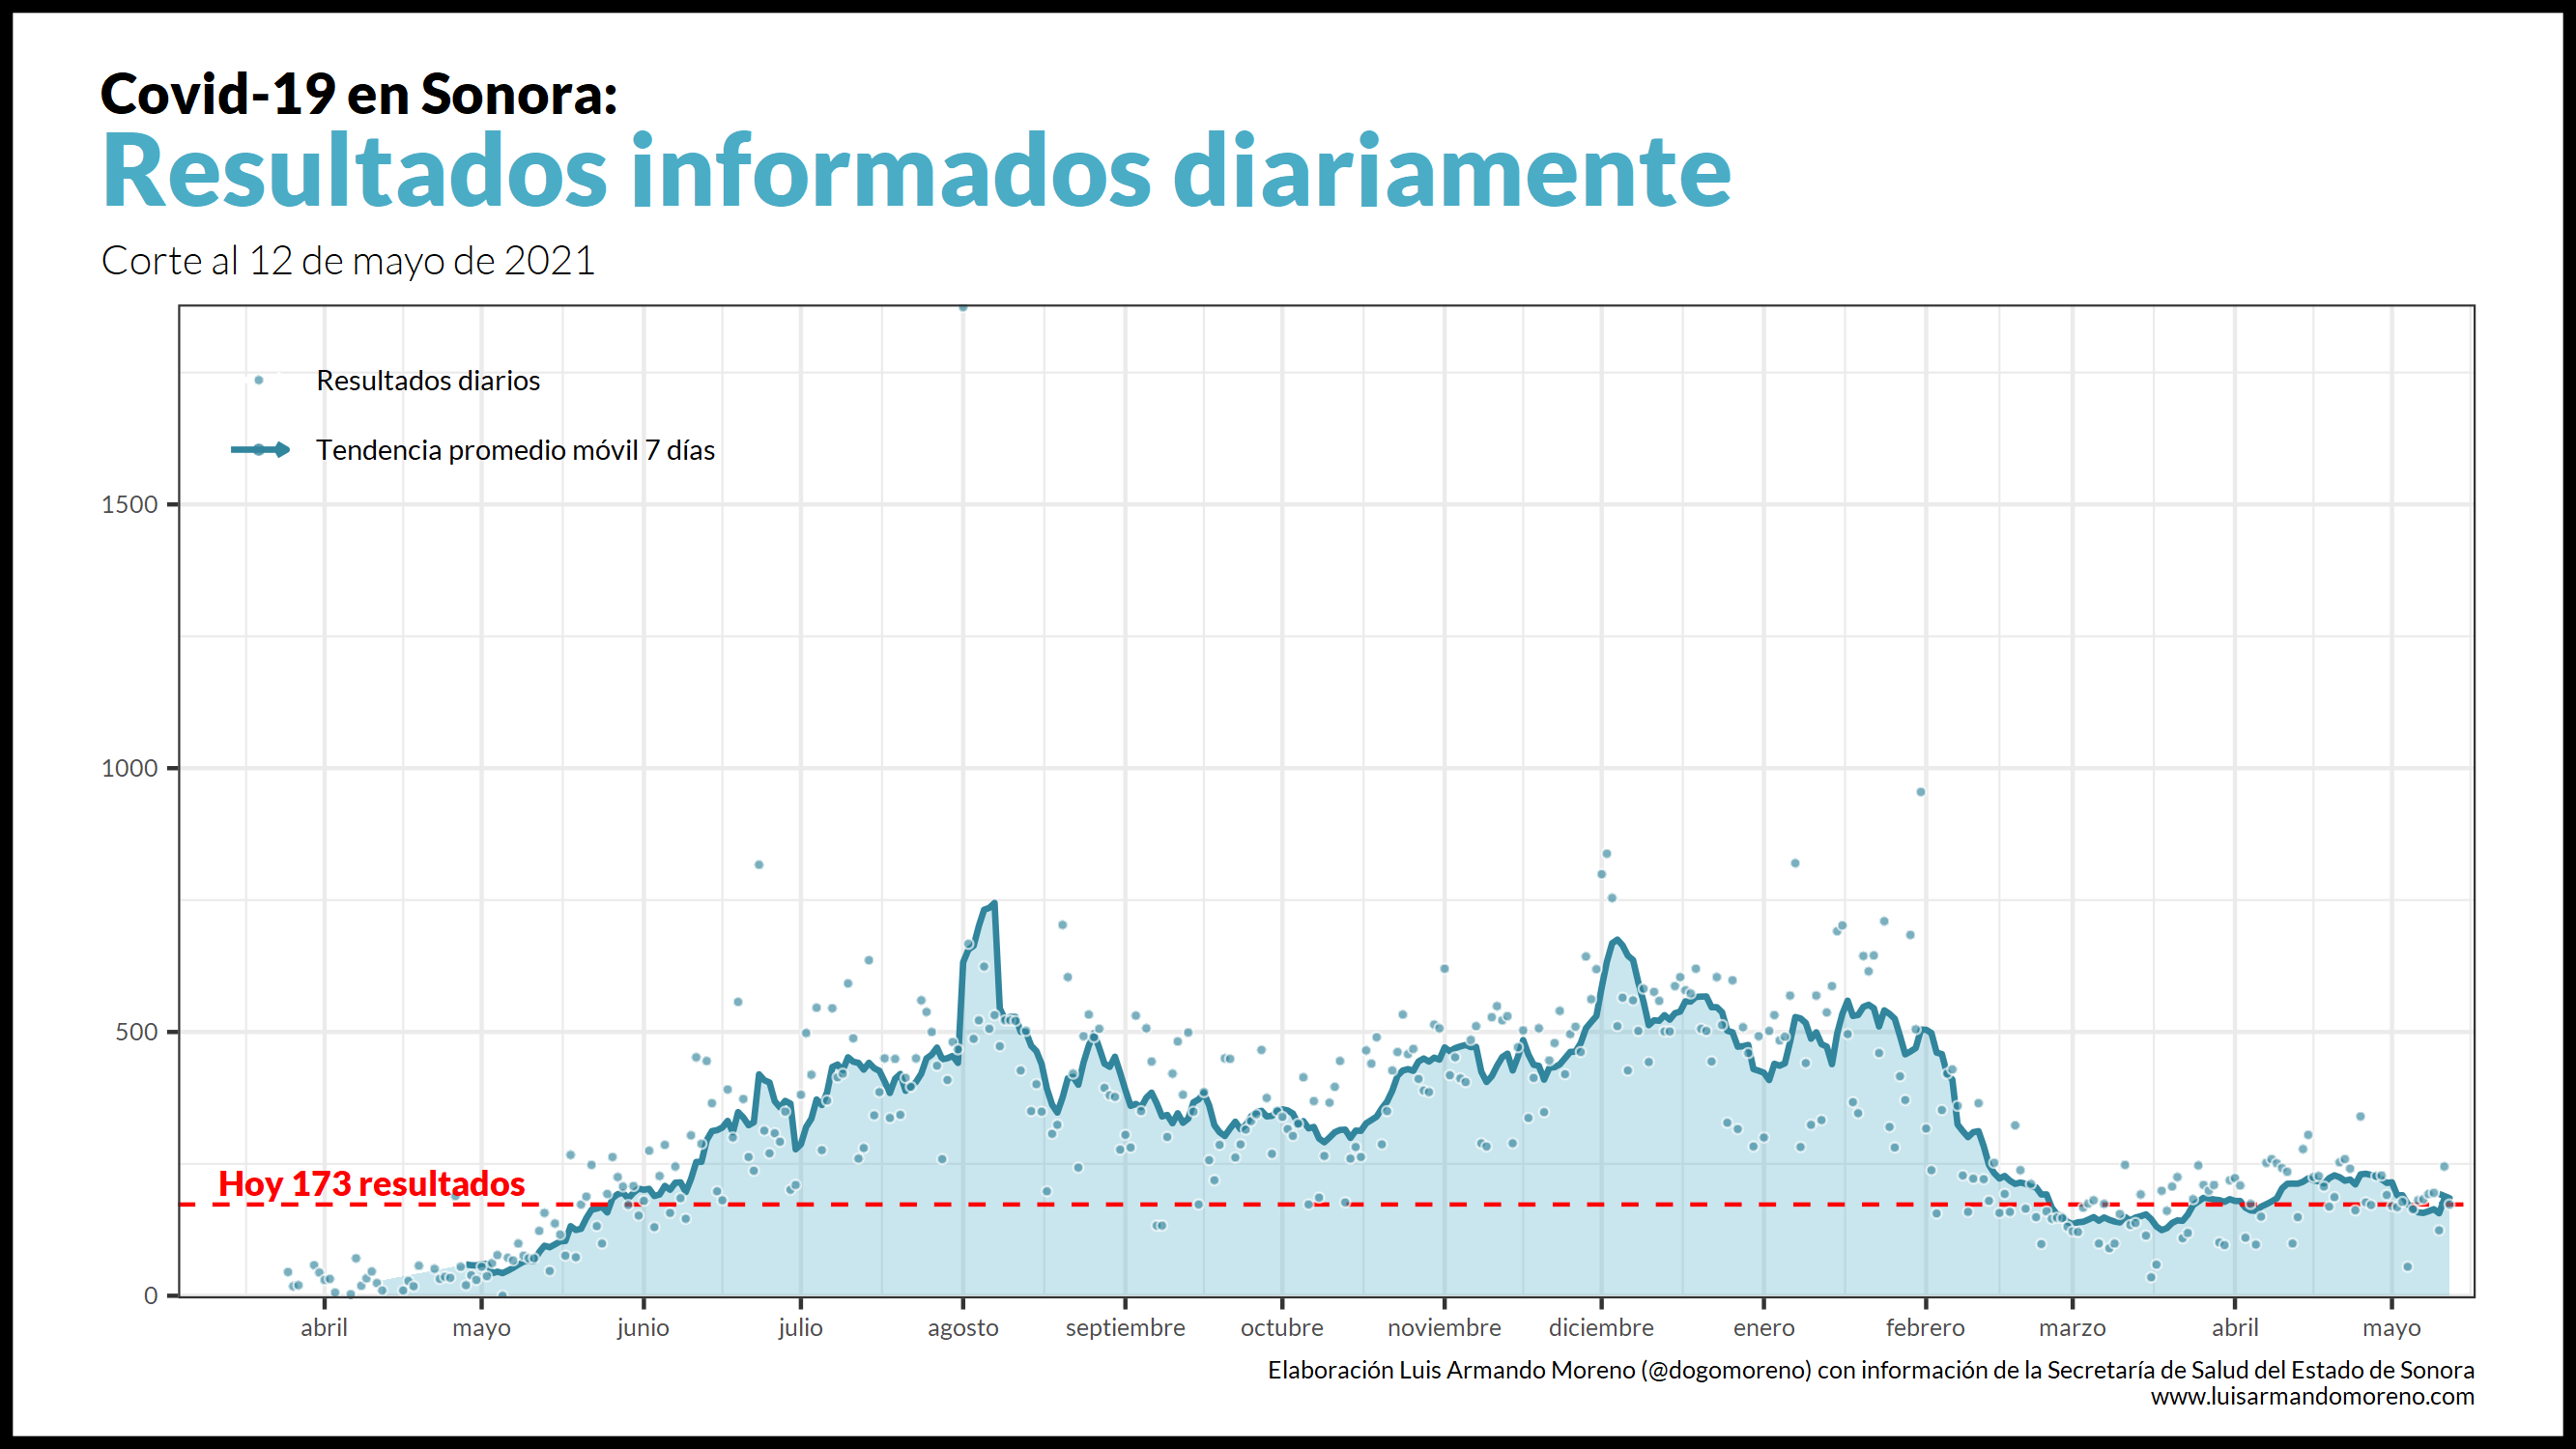 Covid-19 en Sonora:
Resultados informados diariamente
Corte al 12 de mayo de 2021
Resultados diarios
Tendencia promedio móvil 7 días
1500
1000
500
0
Hoy 173 resultados
abril mayo junio julio agosto septiembre octubre noviembre diciembre enero febrero marzo abril mayo
Elaboración Luis Armando Moreno (@dogomoreno) con información de la Secretaría de Salud del Estado de Sonora
www.luisarmandomoreno.com